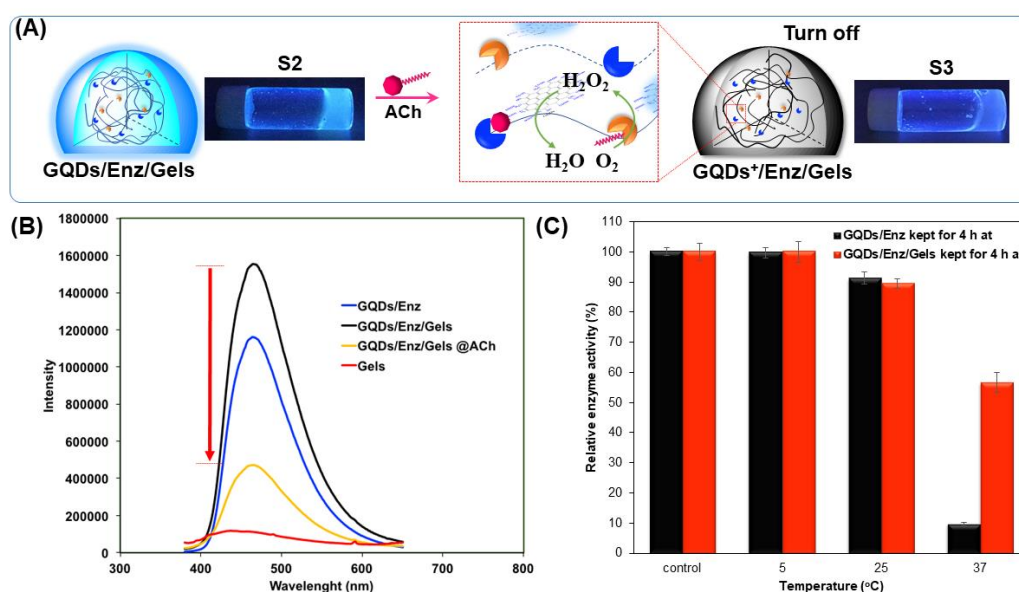 (A)
S2
GQDs/Enz/Gels
ACh
H2O2
H2O O2
Turn off
S3
GQDs⁺/Enz/Gels
(B)
1800000
1600000
1400000
1200000
1000000
800000
600000
400000
200000
0
Intensity
300 400 500 600 700 800
Wavelenght (nm)
GQDs/Enz
GQDs/Enz/Gels
GQDs/Enz/Gels @ACh
Gels
(C)
110
100
90
80
70
60
50
40
30
20
10
0
Relative enzyme activity (%)
GQDs/Enz kept for 4 h at
GQDs/Enz/Gels kept for 4 h at
control 5 25 37
Temperature (°C)